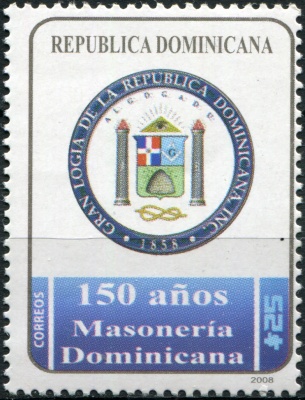 REPUBLICA DOMINICANA
GRAN LOGIA DE LA REPUBLICA DOMINICANA, INC.
A.L.G.D.G.A.D.U.
G
• 1858 •
CORREOS
150 años
Masonería
Dominicana
$25
2008